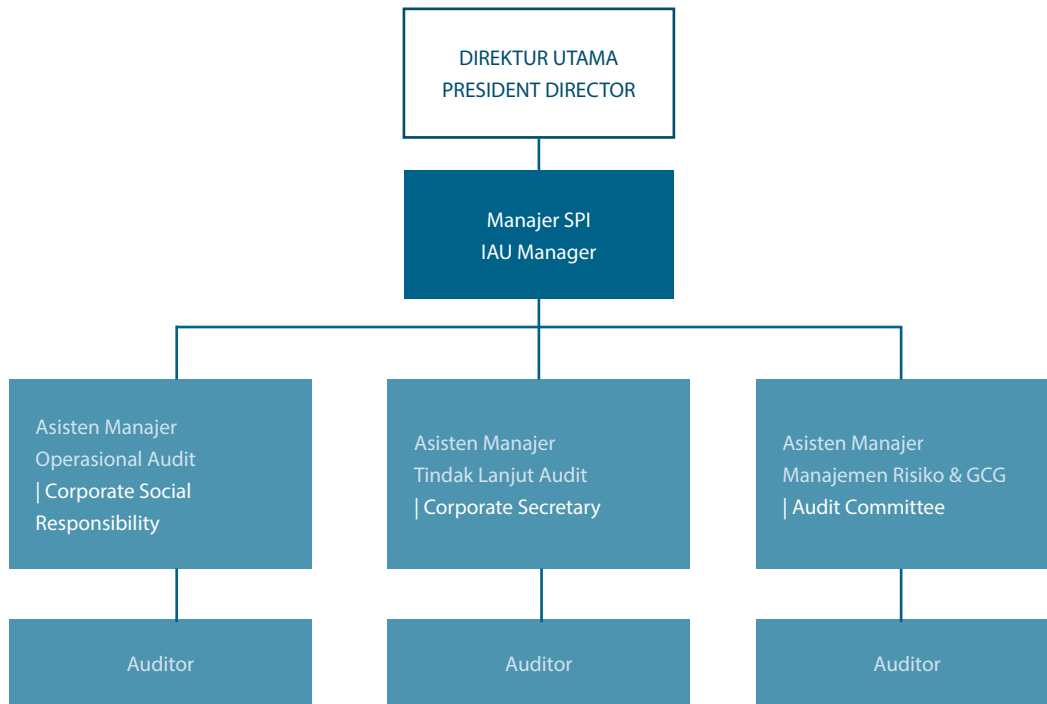 DIREKTUR UTAMA
PRESIDENT DIRECTOR
Manajer SPI
IAU Manager
Asisten Manajer
Operasional Audit
| Corporate Social
Responsibility
Asisten Manajer
Tindak Lanjut Audit
| Corporate Secretary
Asisten Manajer
Manajemen Risiko & GCG
| Audit Committee
Auditor
Auditor
Auditor